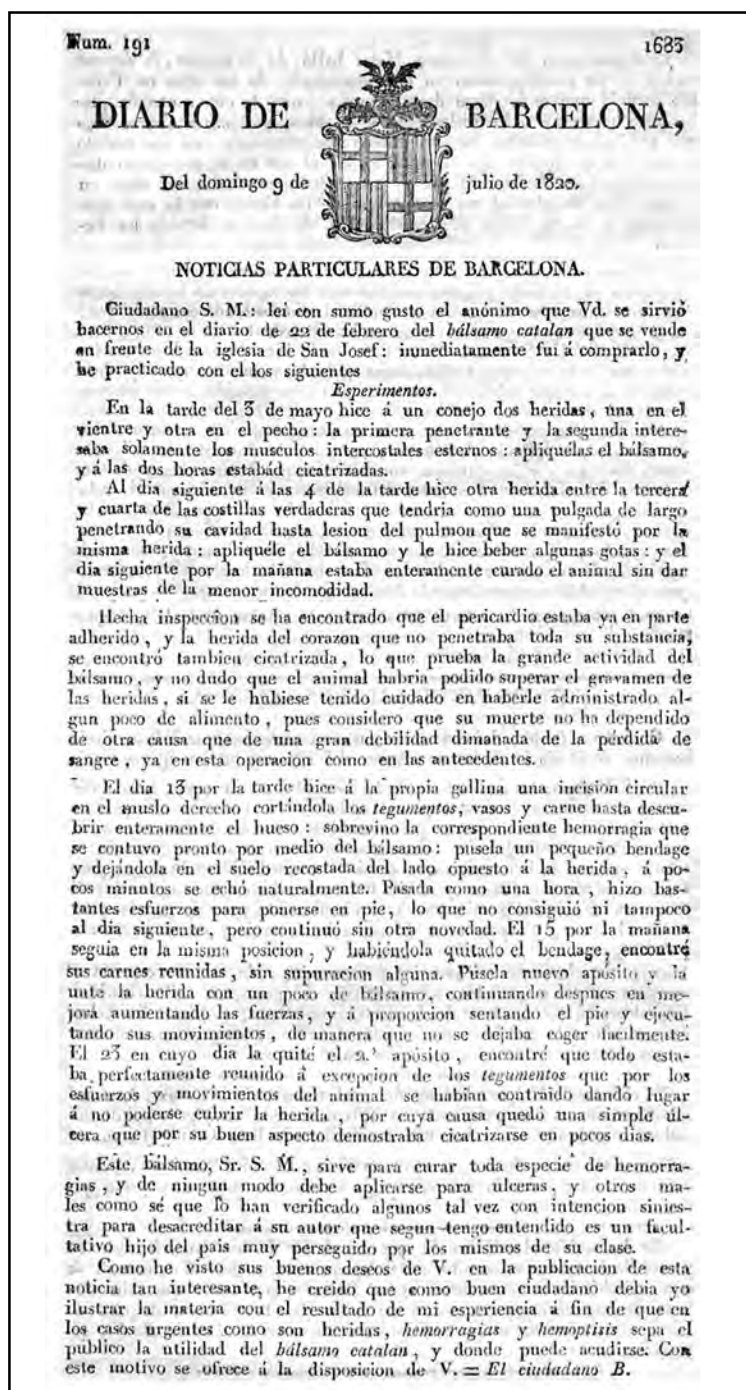 Num. 191
1683
DIARIO DE BARCELONA,
Del domingo 9 de julio de 1820.
NOTICIAS PARTICULARES DE BARCELONA.
Ciudadano S. M.: lei con sumo gusto el anónimo que Vd. se sirvió
hacernos en el diario de 22 de febrero del bálsamo catalan que se vende
en frente de la iglesia de San Josef: inmediatamente fui á comprarlo, y
he practicado con el los siguientes
Esperimentos.
En la tarde del 3 de mayo hice á un conejo dos heridas, una en el
vientre y otra en el pecho: la primera penetrante y la segunda intere-
saba solamente los musculos intercostales esternos: apliquelas el bálsamo,
y á las dos horas estabad cicatrizadas.
Al dia siguiente á las 4 de la tarde hice otra herida entre la tercera
y cuarta de las costillas verdaderas que tendria como una pulgada de largo
penetrando su cavidad hasta lesion del pulmon que se manifestó por la
misma herida: apliquéle el bálsamo y le hice beber algunas gotas: y el
dia siguiente por la mañana estaba enteramente curado el animal sin dar
muestras de la menor incomodidad.
Hecha inspeccion se ha encontrado que el pericardio estaba ya en parte
adherido, y la herida del corazon que no penetraba toda su substancia,
se encontró tambien cicatrizada, lo que prueba la grande actividad del
bálsamo, y no dudo que el animal habria podido superar el gravamen de
las heridas, si se le hubiese tenido cuidado en haberle administrado al-
gun poco de alimento, pues considero que su muerte no ha dependido
de otra causa que de una gran debilidad dimanada de la pérdida de
sangre, ya en esta operacion como en las antecedentes.
El dia 13 por la tarde hice á la propia gallina una incision circular
en el muslo derecho cortándola los tegumentos, vasos y carne hasta descu-
brir enteramente el hueso: sobrevino la correspondiente hemorragia que
se contuvo pronto por medio del bálsamo: púsela un pequeño bendage
y dejándola en el suelo recostada del lado opuesto á la herida, á po-
cos minutos se echó naturalmente. Pasada como una hora, hizo bas-
tantes esfuerzos para ponerse en pie, lo que no consiguió ni tampoco
al dia siguiente, pero continuó sin otra novedad. El 15 por la mañana
seguia en la misma posicion, y habiéndola quitado el bendage, encontré
sus carnes reunidas, sin supuracion alguna. Púsela nuevo aposito y la
unté la herida con un poco de bálsamo, continuando despues en me-
jora aumentando las fuerzas, y á proporcion sentando el pie y ejecu-
tando sus movimientos, de manera que no se dejaba coger facilmente.
El 23 en cuyo dia la quité el 2.º apósito, encontré que todo esta-
ba perfectamente reunido á excepcion de los tegumentos que por los
esfuerzos y movimientos del animal se habian contraido dando lugar
á no poderse cubrir la herida, por cuya causa quedó una simple úl-
cera que por su buen aspecto demostraba cicatrizarse en pocos dias.
Este bálsamo, Sr. S. M., sirve para curar toda especie de hemorra-
gias, y de ningun modo debe aplicarse para ulceras, y otros ma-
les como sé que lo han verificado algunos tal vez con intencion sinies-
tra para desacreditar á su autor que segun tengo entendido es un facul-
tativo hijo del pais muy perseguido por los mismos de su clase.
Como he visto sus buenos deseos de V. en la publicacion de esta
noticia tan interesante, he creido que como buen ciudadano debia yo
ilustrar la materia con el resultado de mi esperiencia á fin de que en
los casos urgentes como son heridas, hemorragias y hemoptisis sepa el
publico la utilidad del bálsamo catalan, y donde puede acudirse. Con
este motivo se ofrece á la disposicion de V. = El ciudadano B.